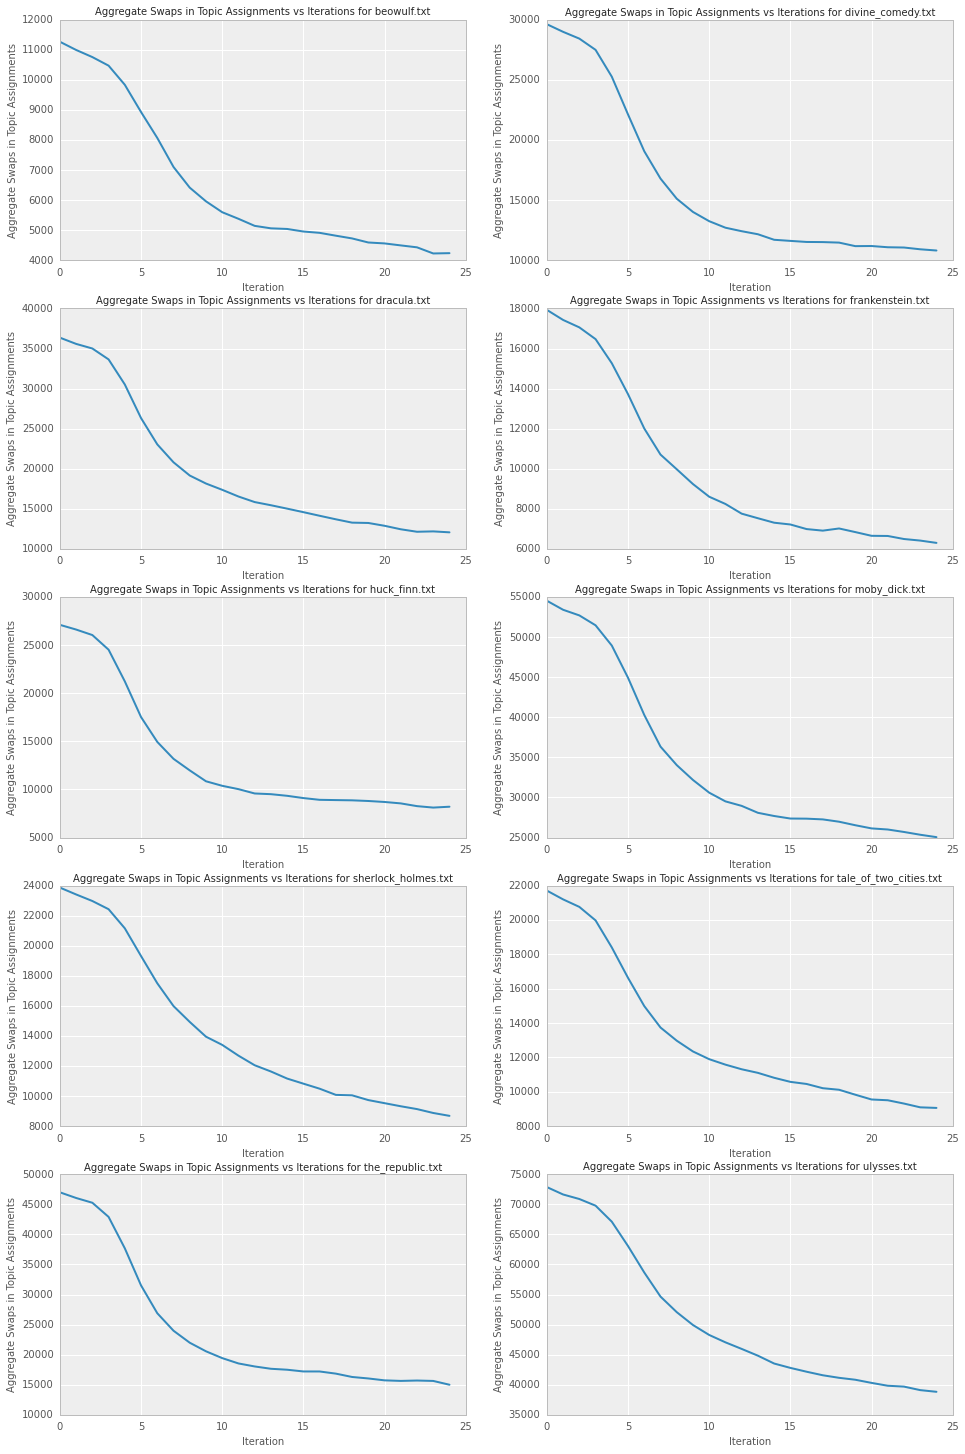 Aggregate Swaps in Topic Assignments vs Iterations for beowulf.txt
Aggregate Swaps in Topic Assignments
12000
11000
10000
9000
8000
7000
6000
5000
4000
0 5 10 15 20 25
Iteration
Aggregate Swaps in Topic Assignments vs Iterations for divine_comedy.txt
Aggregate Swaps in Topic Assignments
30000
25000
20000
15000
10000
0 5 10 15 20 25
Iteration
Aggregate Swaps in Topic Assignments vs Iterations for dracula.txt
Aggregate Swaps in Topic Assignments
40000
35000
30000
25000
20000
15000
10000
0 5 10 15 20 25
Iteration
Aggregate Swaps in Topic Assignments vs Iterations for frankenstein.txt
Aggregate Swaps in Topic Assignments
18000
16000
14000
12000
10000
8000
6000
0 5 10 15 20 25
Iteration
Aggregate Swaps in Topic Assignments vs Iterations for huck_finn.txt
Aggregate Swaps in Topic Assignments
30000
25000
20000
15000
10000
5000
0 5 10 15 20 25
Iteration
Aggregate Swaps in Topic Assignments vs Iterations for moby_dick.txt
Aggregate Swaps in Topic Assignments
55000
50000
45000
40000
35000
30000
25000
0 5 10 15 20 25
Iteration
Aggregate Swaps in Topic Assignments vs Iterations for sherlock_holmes.txt
Aggregate Swaps in Topic Assignments
24000
22000
20000
18000
16000
14000
12000
10000
8000
0 5 10 15 20 25
Iteration
Aggregate Swaps in Topic Assignments vs Iterations for tale_of_two_cities.txt
Aggregate Swaps in Topic Assignments
22000
20000
18000
16000
14000
12000
10000
8000
0 5 10 15 20 25
Iteration
Aggregate Swaps in Topic Assignments vs Iterations for the_republic.txt
Aggregate Swaps in Topic Assignments
50000
45000
40000
35000
30000
25000
20000
15000
10000
0 5 10 15 20 25
Iteration
Aggregate Swaps in Topic Assignments vs Iterations for ulysses.txt
Aggregate Swaps in Topic Assignments
75000
70000
65000
60000
55000
50000
45000
40000
35000
0 5 10 15 20 25
Iteration